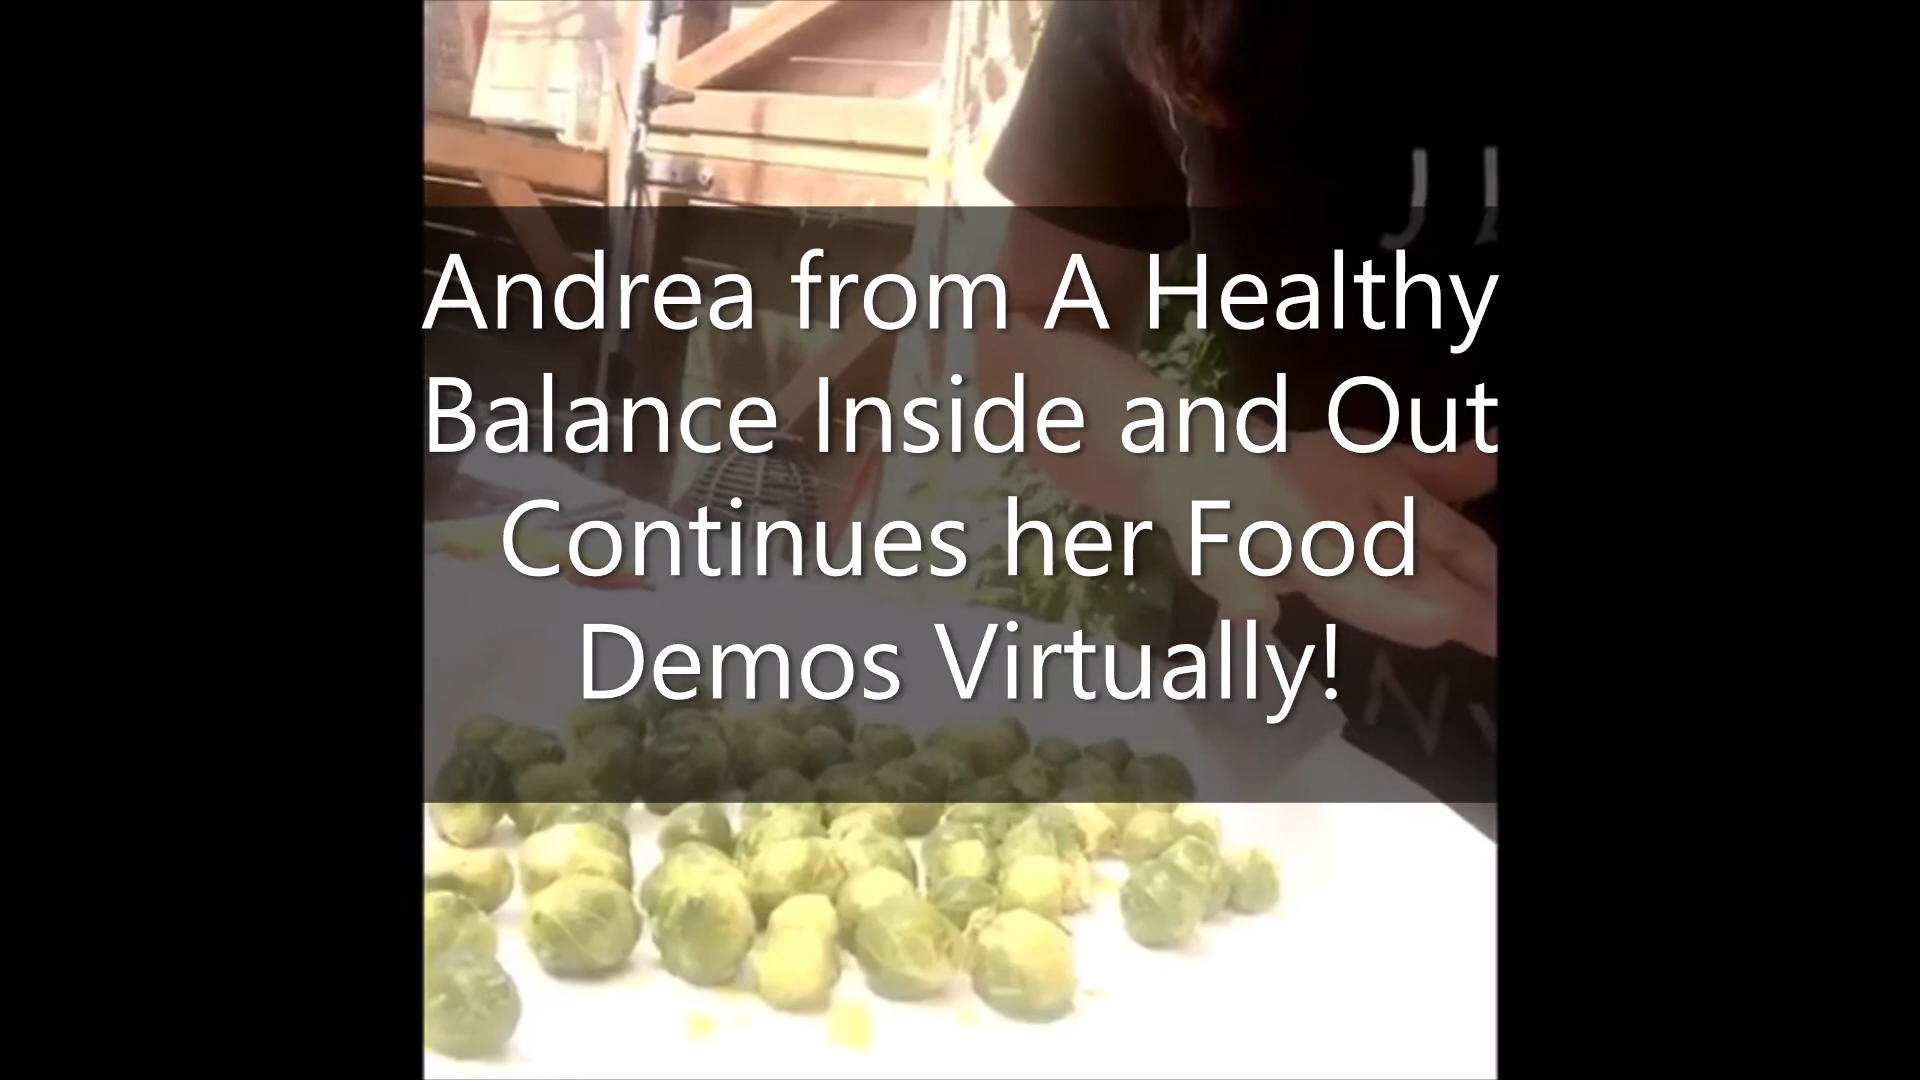 Andrea from A Healthy
Balance Inside and Out
Continues her Food
Demos Virtually!